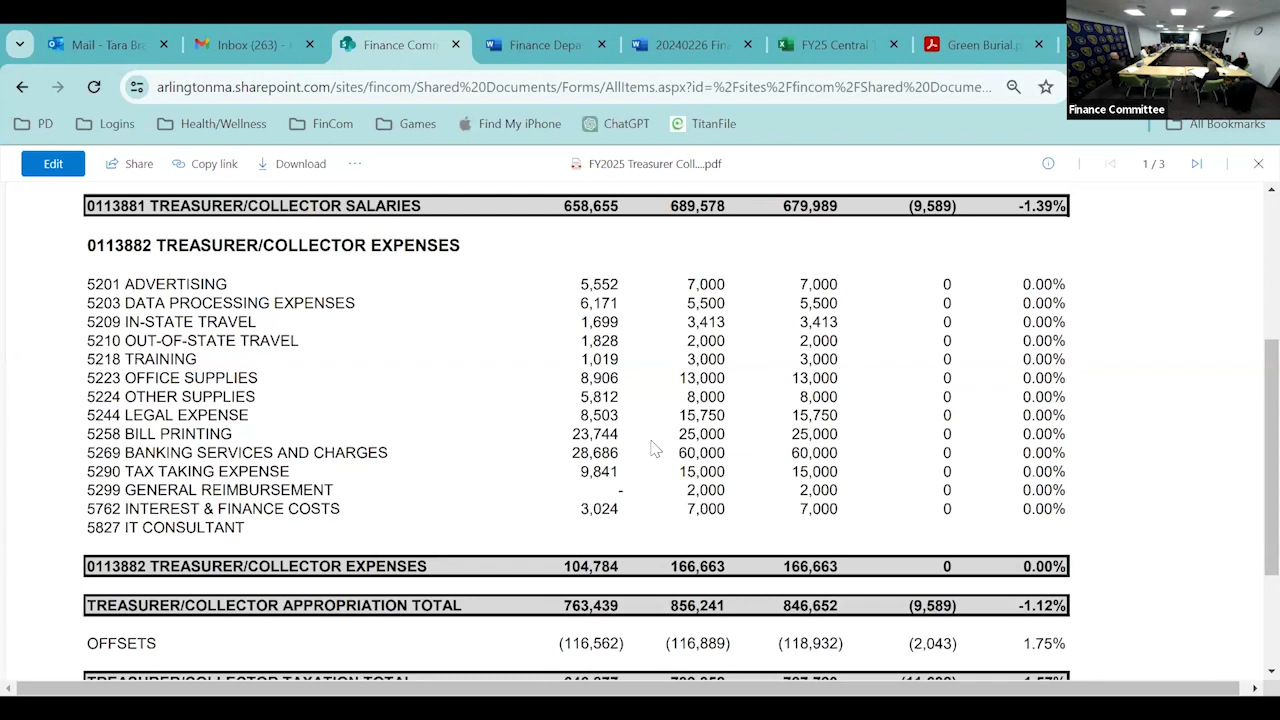 Mail - Tara Br
Inbox (263) -
Finance Com
Finance Depa
20240226 Fin
FY25 Central T
Green Burial.p
arlingtonma.sharepoint.com/sites/fincom/Shared%20Documents/Forms/AllItems.aspx?id=%2Fsites%2Ffincom%2FShared%20Docume...
Finance Committee
PD
Logins
Health/Wellness
FinCom
Games
Find My iPhone
ChatGPT
TitanFile
All Bookmarks
Edit
Share
Copy link
Download
...
FY2025 Treasurer Coll....pdf
1 / 3
0113881 TREASURER/COLLECTOR SALARIES 658,655 689,578 679,989 (9,589) -1.39%
0113882 TREASURER/COLLECTOR EXPENSES
5201 ADVERTISING 5,552 7,000 7,000 0 0.00%
5203 DATA PROCESSING EXPENSES 6,171 5,500 5,500 0 0.00%
5209 IN-STATE TRAVEL 1,699 3,413 3,413 0 0.00%
5210 OUT-OF-STATE TRAVEL 1,828 2,000 2,000 0 0.00%
5218 TRAINING 1,019 3,000 3,000 0 0.00%
5223 OFFICE SUPPLIES 8,906 13,000 13,000 0 0.00%
5224 OTHER SUPPLIES 5,812 8,000 8,000 0 0.00%
5244 LEGAL EXPENSE 8,503 15,750 15,750 0 0.00%
5258 BILL PRINTING 23,744 25,000 25,000 0 0.00%
5269 BANKING SERVICES AND CHARGES 28,686 60,000 60,000 0 0.00%
5290 TAX TAKING EXPENSE 9,841 15,000 15,000 0 0.00%
5299 GENERAL REIMBURSEMENT - 2,000 2,000 0 0.00%
5762 INTEREST & FINANCE COSTS 3,024 7,000 7,000 0 0.00%
5827 IT CONSULTANT
0113882 TREASURER/COLLECTOR EXPENSES 104,784 166,663 166,663 0 0.00%
TREASURER/COLLECTOR APPROPRIATION TOTAL 763,439 856,241 846,652 (9,589) -1.12%
OFFSETS (116,562) (116,889) (118,932) (2,043) 1.75%
TREASURER/COLLECTOR TAXATION TOTAL